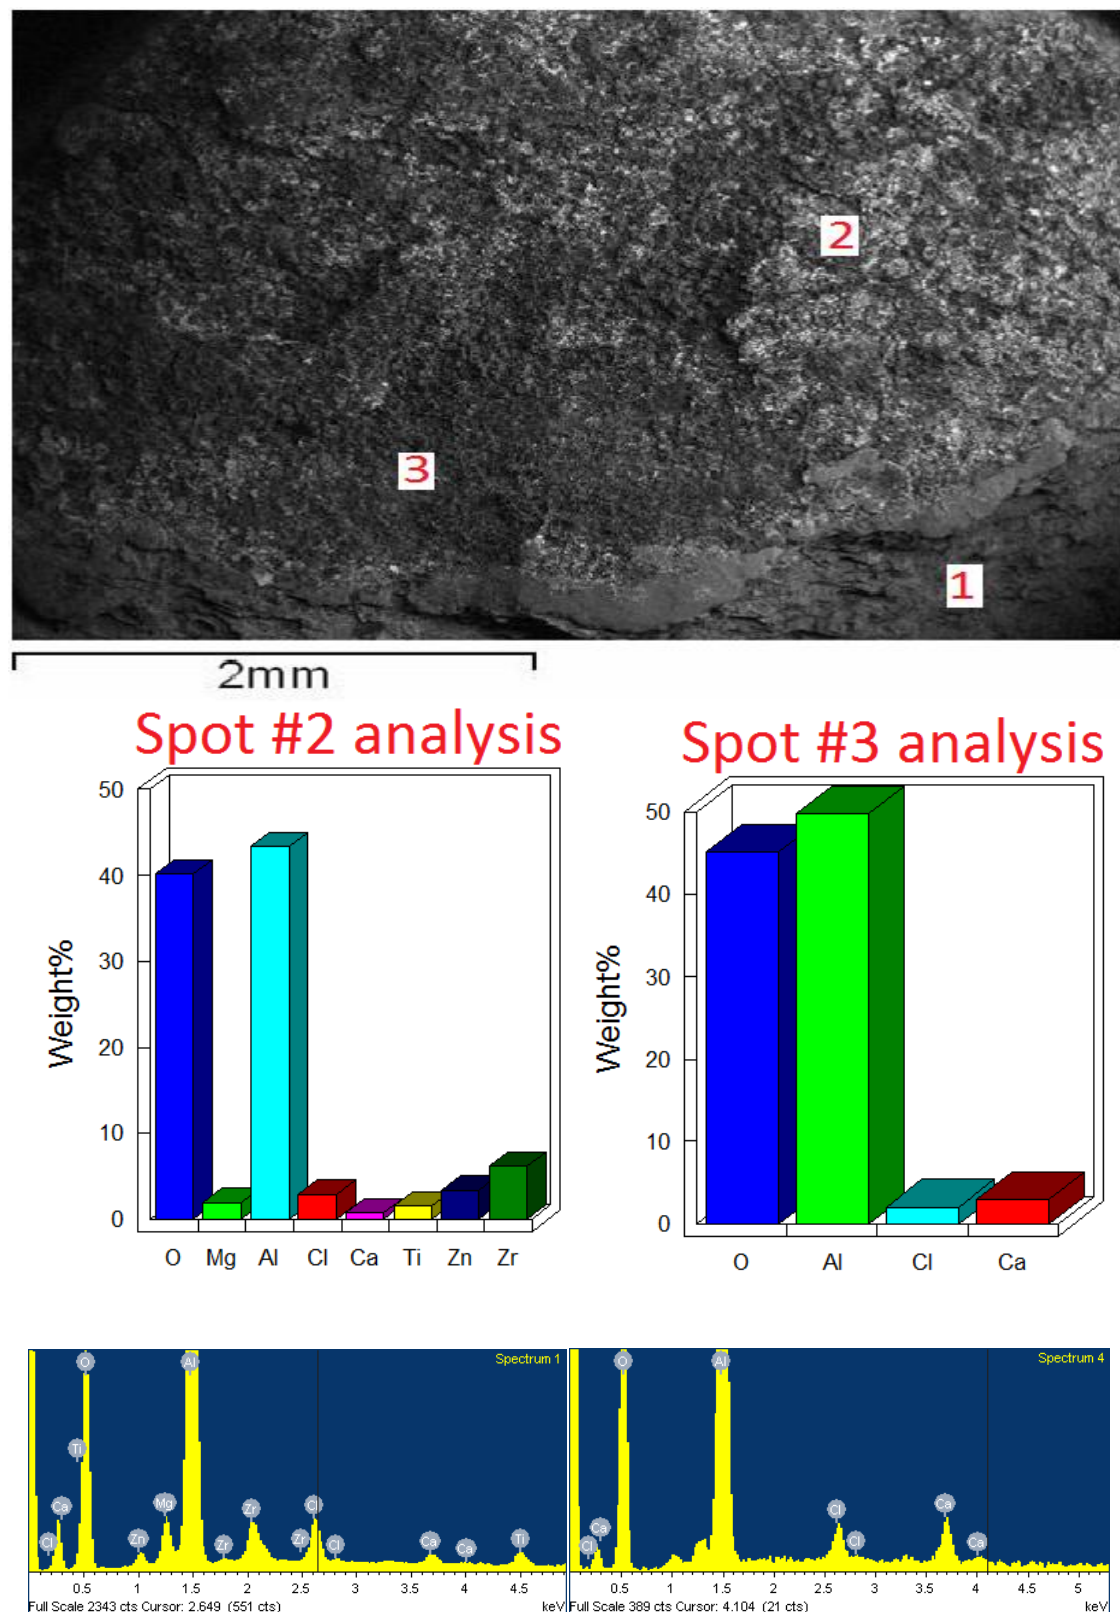 2
3
1
2mm
Spot #2 analysis
50
40
30
20
10
0
Weight%
O Mg Al Cl Ca Ti Zn Zr
Spot #3 analysis
50
40
30
20
10
0
Weight%
O Al Cl Ca
Spectrum 1
O
Al
Ti
Ca
Mg
Zr
Cl
Cl
Zn
Zr
Zr
Cl
Ca
Ca
Ti
0.5 1 1.5 2 2.5 3 3.5 4 4.5
Full Scale 2343 cts Cursor: 2.649 (551 cts) keV
Spectrum 4
O
Al
Cl
Ca
Ca
Cl
Cl
Ca
0.5 1 1.5 2 2.5 3 3.5 4 4.5 5
Full Scale 389 cts Cursor: 4.104 (21 cts) keV